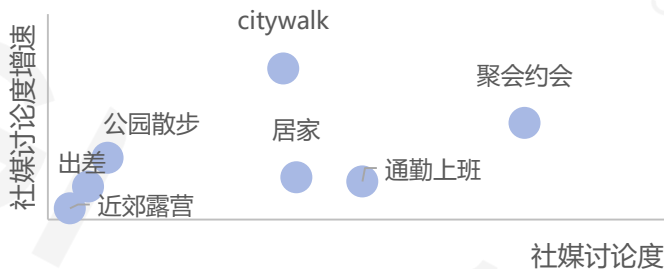 citywalk
社媒讨论度增速
聚会约会
公园散步
居家
出差
通勤上班
近郊露营
社媒讨论度